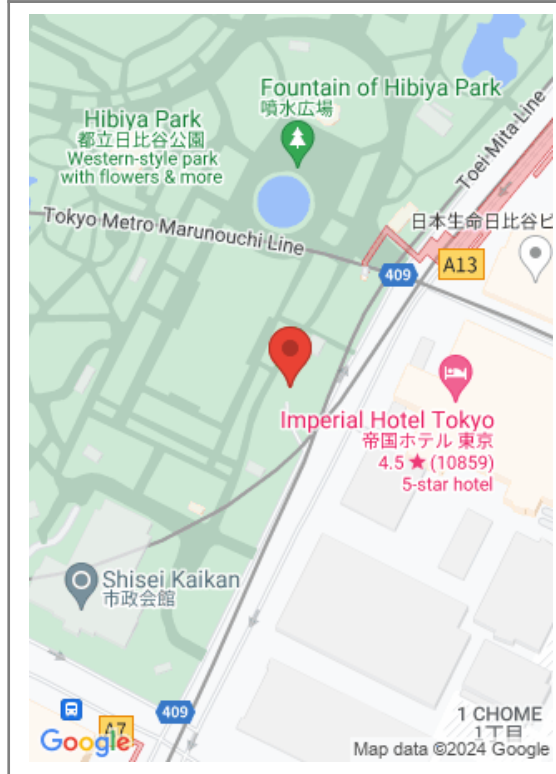 Fountain of Hibiya Park
噴水広場
Hibiya Park
都立日比谷公園
Western-style park
with flowers & more
Toei Mita Line
Tokyo Metro Marunouchi Line
日本生命日比谷ビ
A13
409
Imperial Hotel Tokyo
帝国ホテル 東京
4.5 ★ (10859)
5-star hotel
Shisei Kaikan
市政会館
409
A7
1 CHOME
1丁目
Google
Map data ©2024 Google